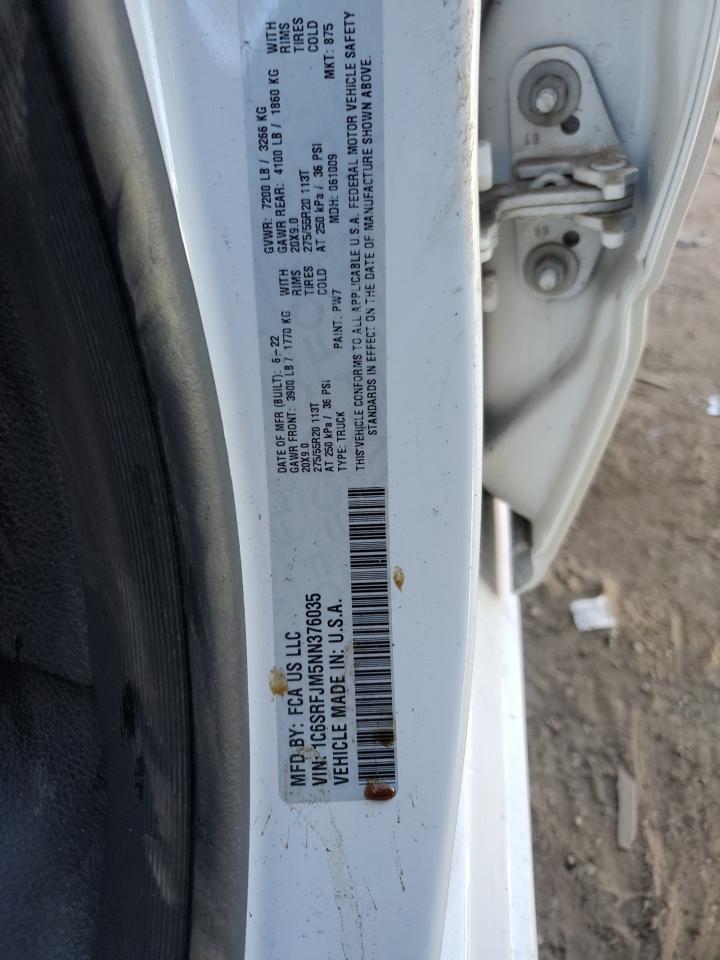 MFD BY: FCA US LLC
VIN: 1C6SRFJM5NN376035
VEHICLE MADE IN: U.S.A.
DATE OF MFR (BUILT): 6-22 GVWR: 7200 LB / 3266 KG
GAWR FRONT: 3900 LB / 1770 KG WITH GAWR REAR: 4100 LB / 1860 KG WITH
20X9.0 RIMS 20X9.0 RIMS
275/55R20 113T TIRES 275/55R20 113T TIRES
AT 250 kPa / 36 PSI COLD AT 250 kPa / 36 PSI COLD
TYPE: TRUCK PAINT: PW7 MDH: 061009 MKT: 875
THIS VEHICLE CONFORMS TO ALL APPLICABLE U.S.A. FEDERAL MOTOR VEHICLE SAFETY
STANDARDS IN EFFECT ON THE DATE OF MANUFACTURE SHOWN ABOVE.